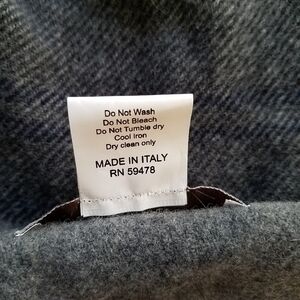 Do Not Wash
Do Not Bleach
Do Not Tumble dry
Cool Iron
Dry clean only
MADE IN ITALY
RN 59478